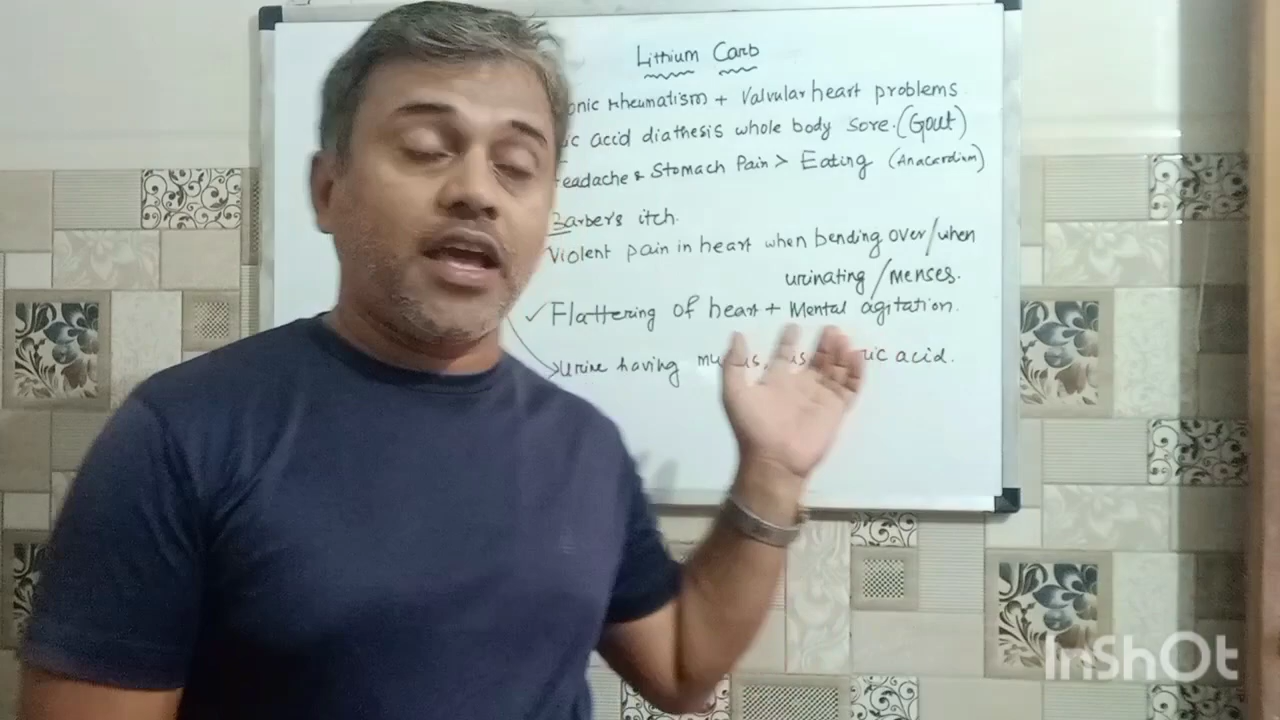 Lithium Carb
onic rheumatism + Valvular heart problems
ic acid diathesis whole body sore. (Gout)
eadache & Stomach Pain > Eating (Anacardium)
Barbers itch.
Violent pain in heart when bending over/when
urinating/menses.
✓ Flattering of heart + Mental agitation.
Urine having ric acid.
InShOt